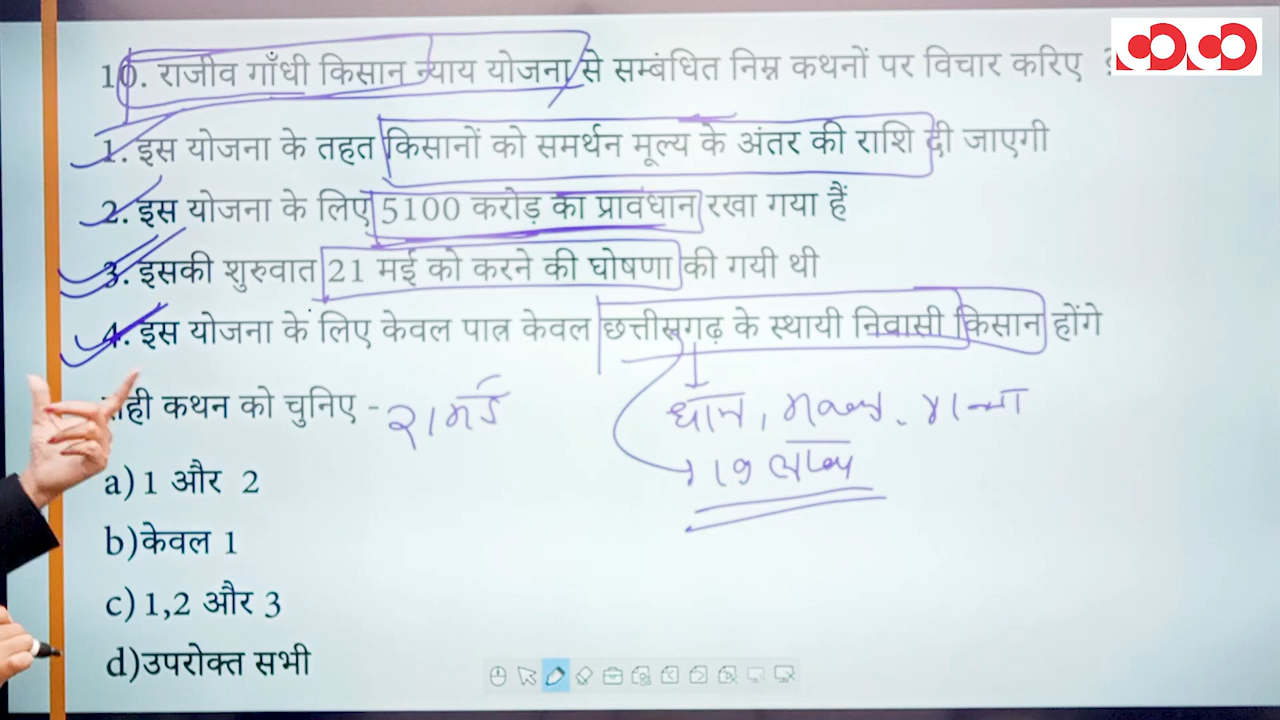 10. राजीव गाँधी किसान न्याय योजना से सम्बंधित निम्न कथनों पर विचार करिए
1. इस योजना के तहत किसानों को समर्थन मूल्य के अंतर की राशि दी जाएगी
2. इस योजना के लिए 5100 करोड़ का प्रावधान रखा गया हैं
3. इसकी शुरुवात 21 मई को करने की घोषणा की गयी थी
4. इस योजना के लिए केवल पात्र केवल छत्तीसगढ़ के स्थायी निवासी किसान होंगे
सही कथन को चुनिए - २१ मई
धान, मक्का, गन्ना
19 लाख
a) 1 और 2
b) केवल 1
c) 1,2 और 3
d) उपरोक्त सभी